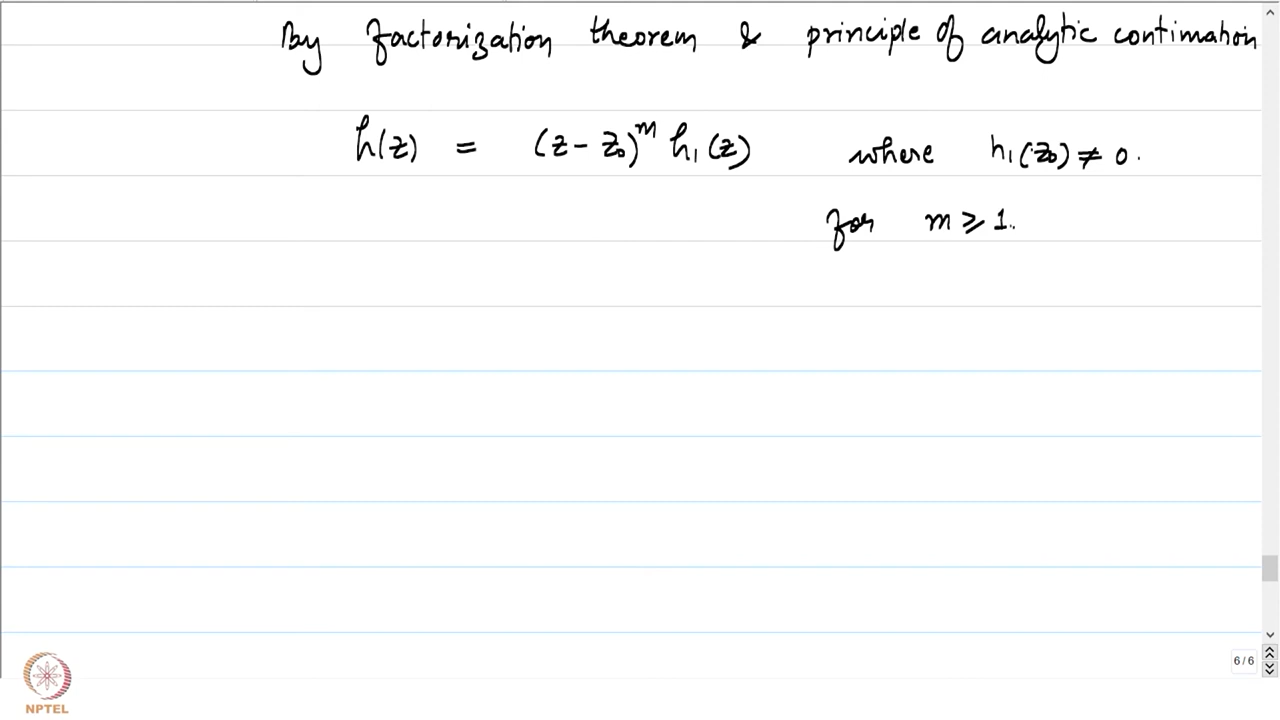 By factorization theorem & principle of analytic continuation
h(z) = (z - z₀)ᵐ h₁(z) where h₁(z₀) ≠ 0.
for m ≥ 1.
6 / 6
NPTEL